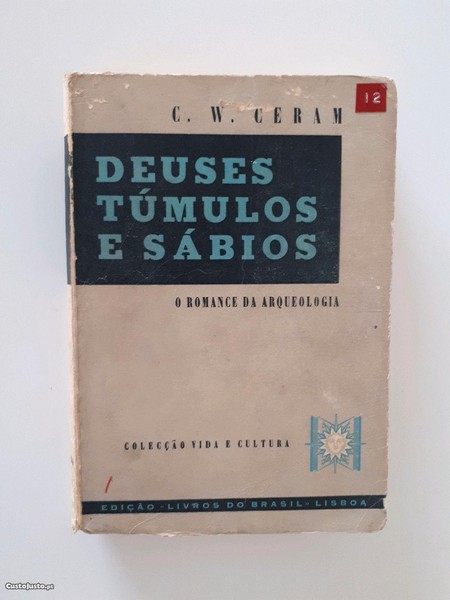 12
C. W. CERAM
DEUSES
TÚMULOS
E SÁBIOS
O ROMANCE DA ARQUEOLOGIA
COLECÇÃO VIDA E CULTURA
EDIÇÃO - LIVROS DO BRASIL - LISBOA
CustoJusto.pt